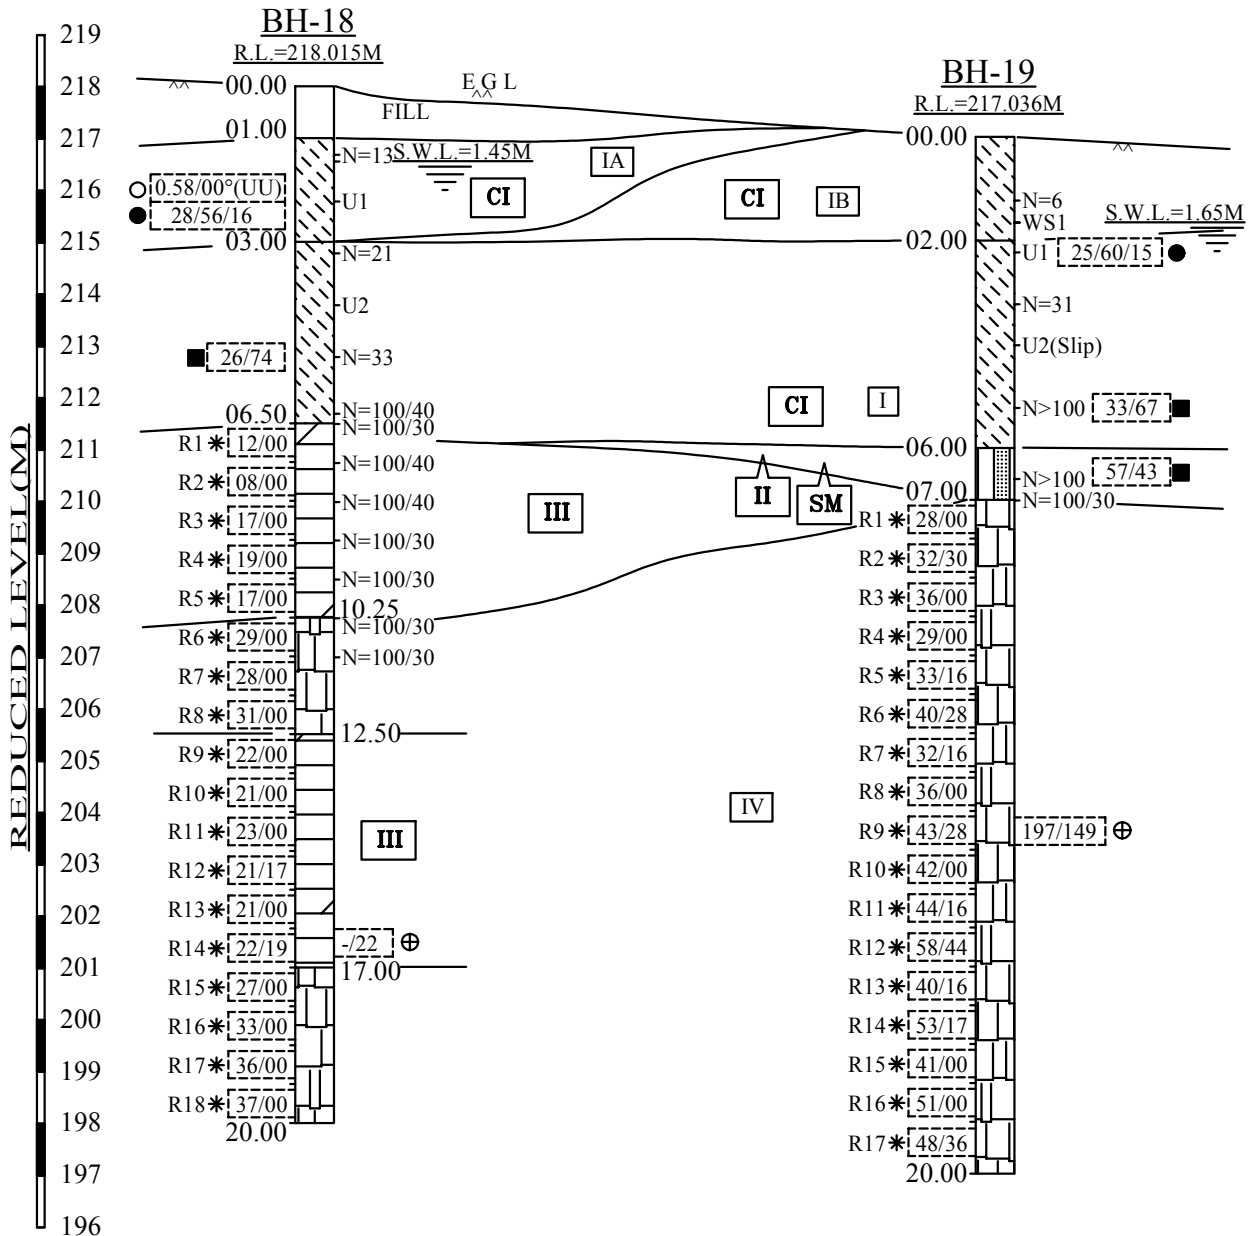 REDUCED LEVEL(M)
219
218
217
216
215
214
213
212
211
210
209
208
207
206
205
204
203
202
201
200
199
198
197
196
BH-18
R.L.=218.015M
00.00
01.00
03.00
06.50
10.25
12.50
17.00
20.00
0.58/00°(UU)
28/56/16
26/74
N=13
S.W.L.=1.45M
U1
N=21
U2
N=33
N=100/40
N=100/30
N=100/40
N=100/40
N=100/30
N=100/30
N=100/30
N=100/30
R1 12/00
R2 08/00
R3 17/00
R4 19/00
R5 17/00
R6 29/00
R7 28/00
R8 31/00
R9 22/00
R10 21/00
R11 23/00
R12 21/17
R13 21/00
R14 22/19
R15 27/00
R16 33/00
R17 36/00
R18 37/00
-/22
E G L
FILL
IA
CI
CI
IB
CI
I
II
SM
III
III
IV
BH-19
R.L.=217.036M
00.00
02.00
06.00
07.00
20.00
N=6
WS1
S.W.L.=1.65M
U1 25/60/15
N=31
U2(Slip)
N>100 33/67
57/43
N>100
N=100/30
R1 28/00
R2 32/30
R3 36/00
R4 29/00
R5 33/16
R6 40/28
R7 32/16
R8 36/00
R9 43/28 197/149
R10 42/00
R11 44/16
R12 58/44
R13 40/16
R14 53/17
R15 41/00
R16 51/00
R17 48/36